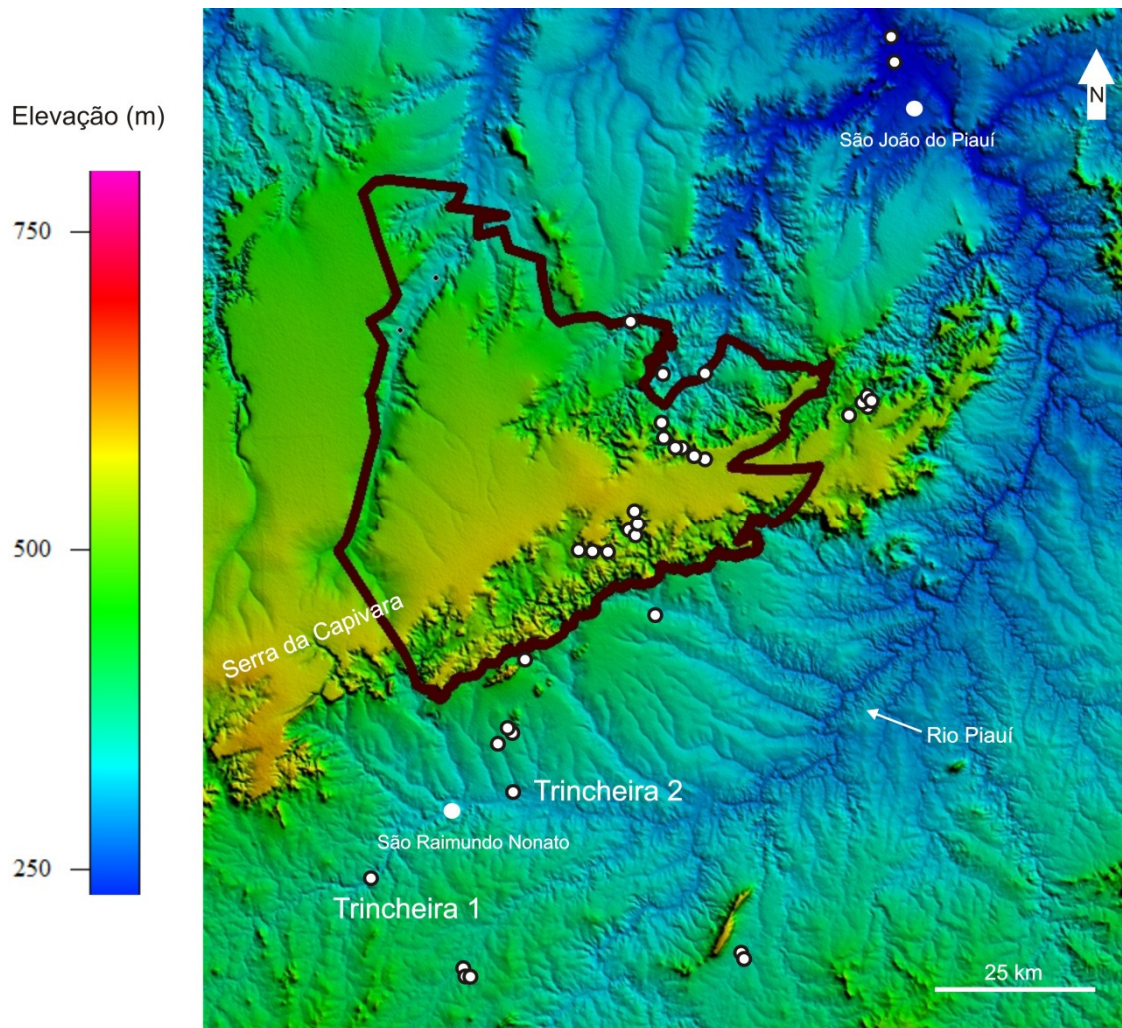 Elevação (m)
750
500
250
N
São João do Piauí
Serra da Capivara
Rio Piauí
Trincheira 2
São Raimundo Nonato
Trincheira 1
25 km